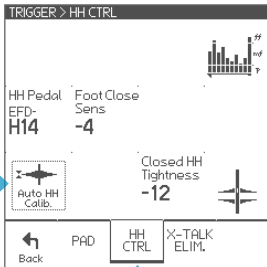 TRIGGER > HH CTRL
ff
mf
p
HH Pedal
EFD-
H14
Foot Close
Sens
-4
Auto HH
Calib.
Closed HH
Tightness
-12
Back
PAD
HH
CTRL
X-TALK
ELIM.